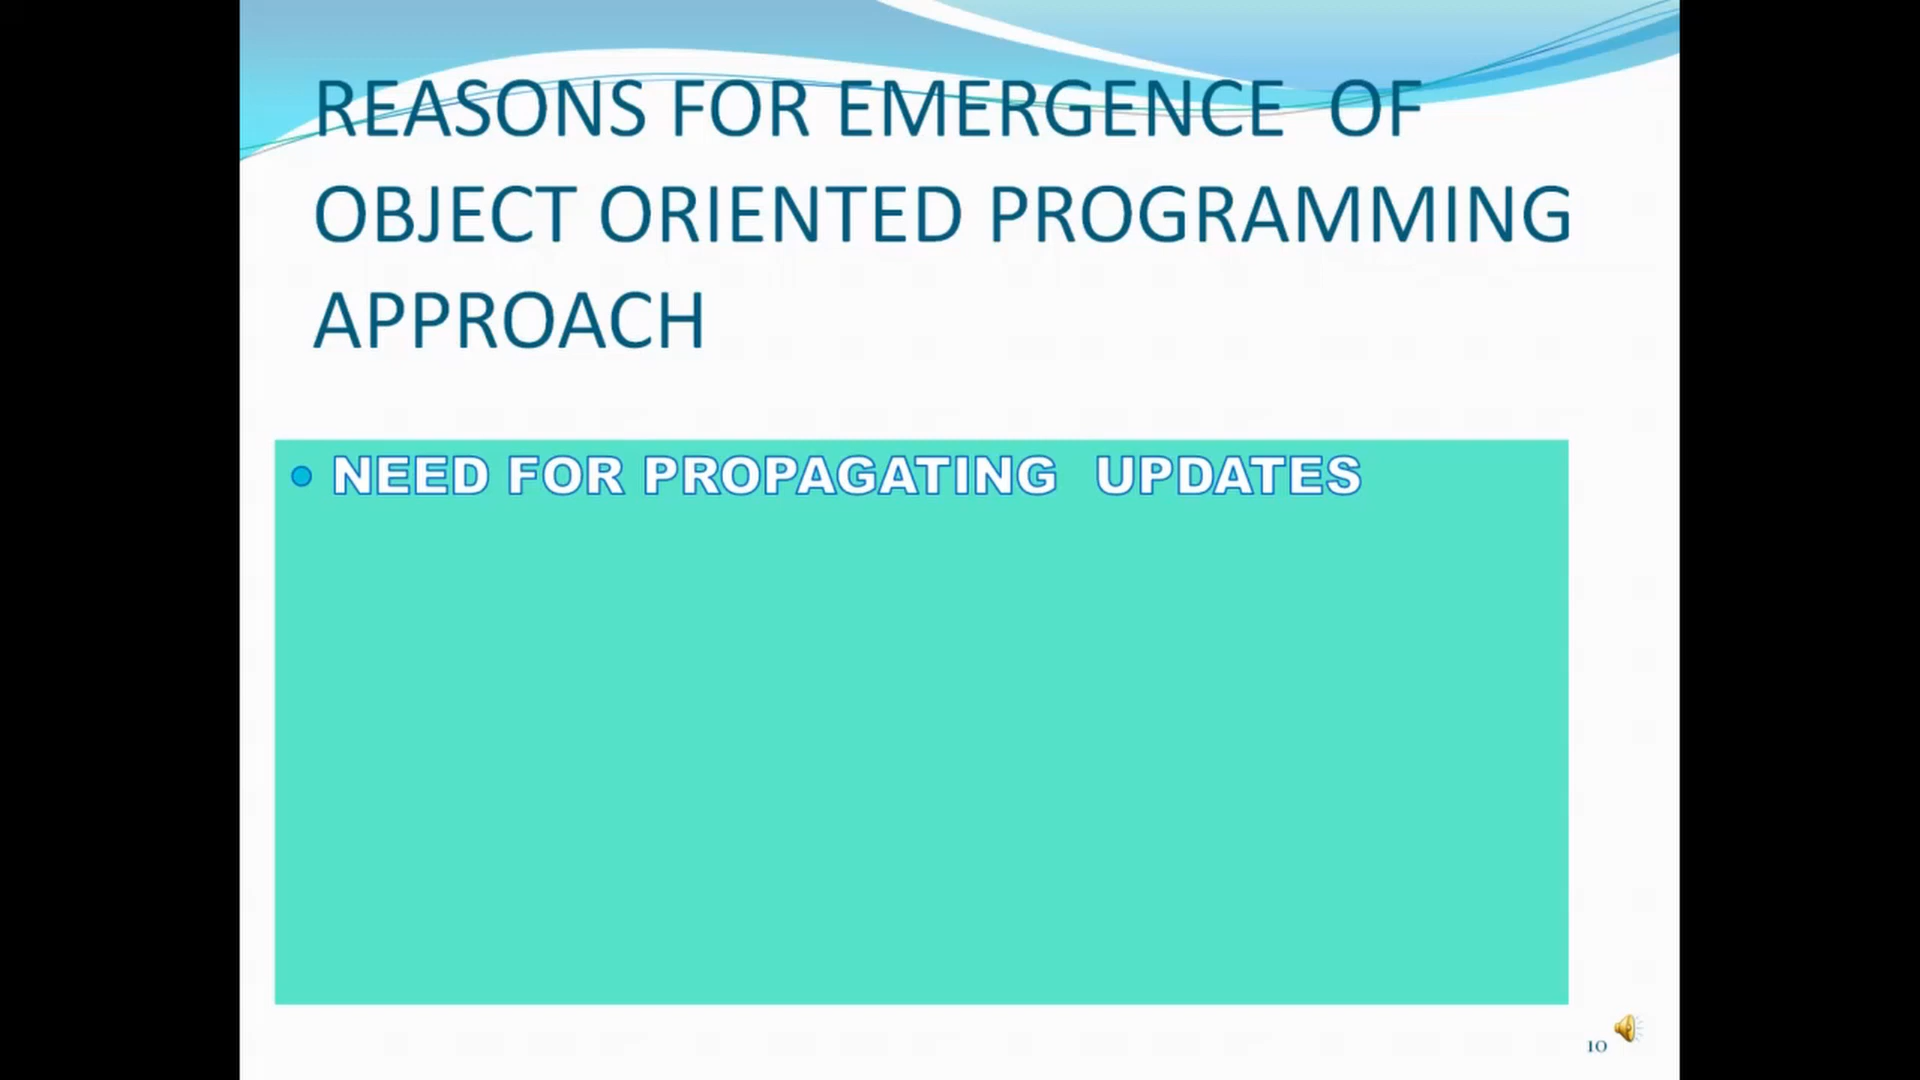 REASONS FOR EMERGENCE OF
OBJECT ORIENTED PROGRAMMING
APPROACH
• NEED FOR PROPAGATING UPDATES
10